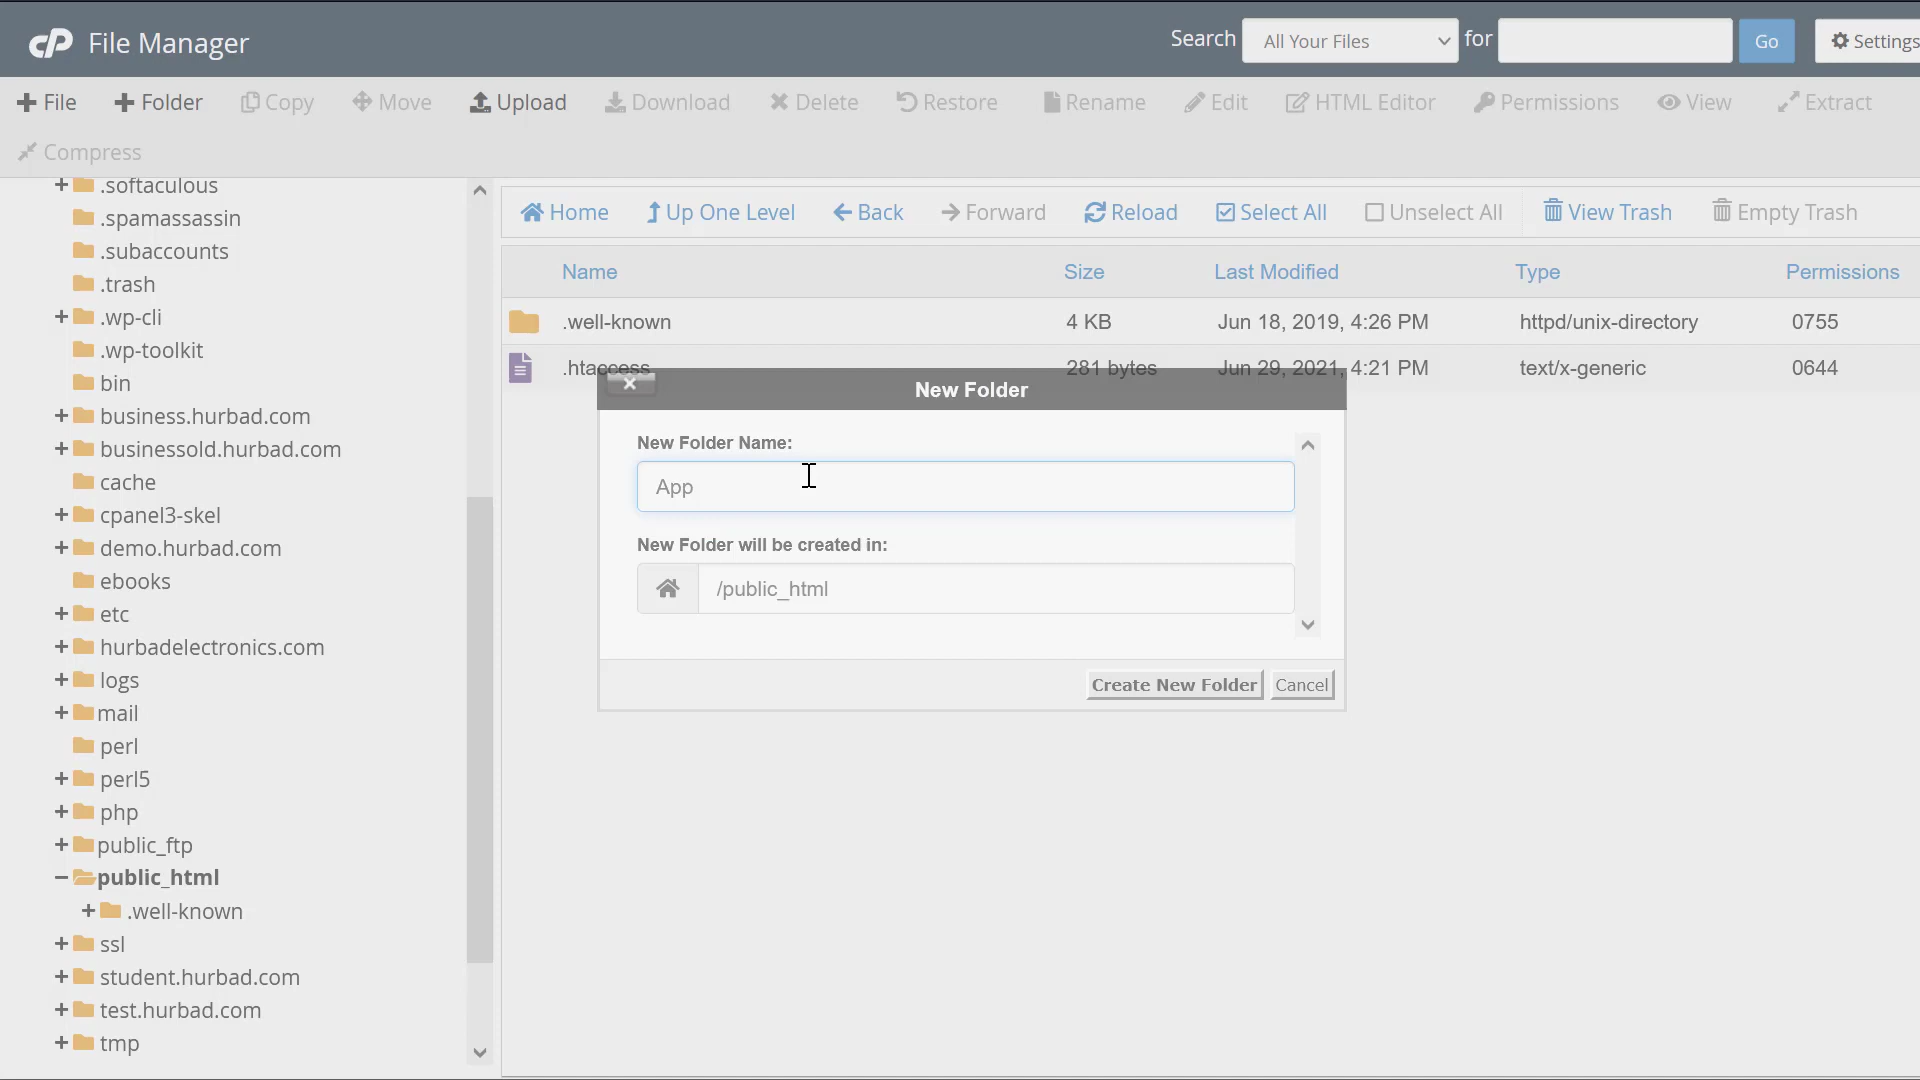 cP File Manager
Search All Your Files for Go Settings
File Folder Copy Move Upload Download Delete Restore Rename Edit HTML Editor Permissions View Extract
Compress
.softaculous
.spamassassin
.subaccounts
.trash
.wp-cli
.wp-toolkit
bin
business.hurbad.com
businessold.hurbad.com
cache
cpanel3-skel
demo.hurbad.com
ebooks
etc
hurbadelectronics.com
logs
mail
perl
perl5
php
public_ftp
public_html
.well-known
ssl
student.hurbad.com
test.hurbad.com
tmp
Home Up One Level Back Forward Reload Select All Unselect All View Trash Empty Trash
Name Size Last Modified Type Permissions
.well-known 4 KB Jun 18, 2019, 4:26 PM httpd/unix-directory 0755
.htaccess 281 bytes Jun 29, 2021, 4:21 PM text/x-generic 0644
New Folder
New Folder Name:
App
New Folder will be created in:
/public_html
Create New Folder Cancel